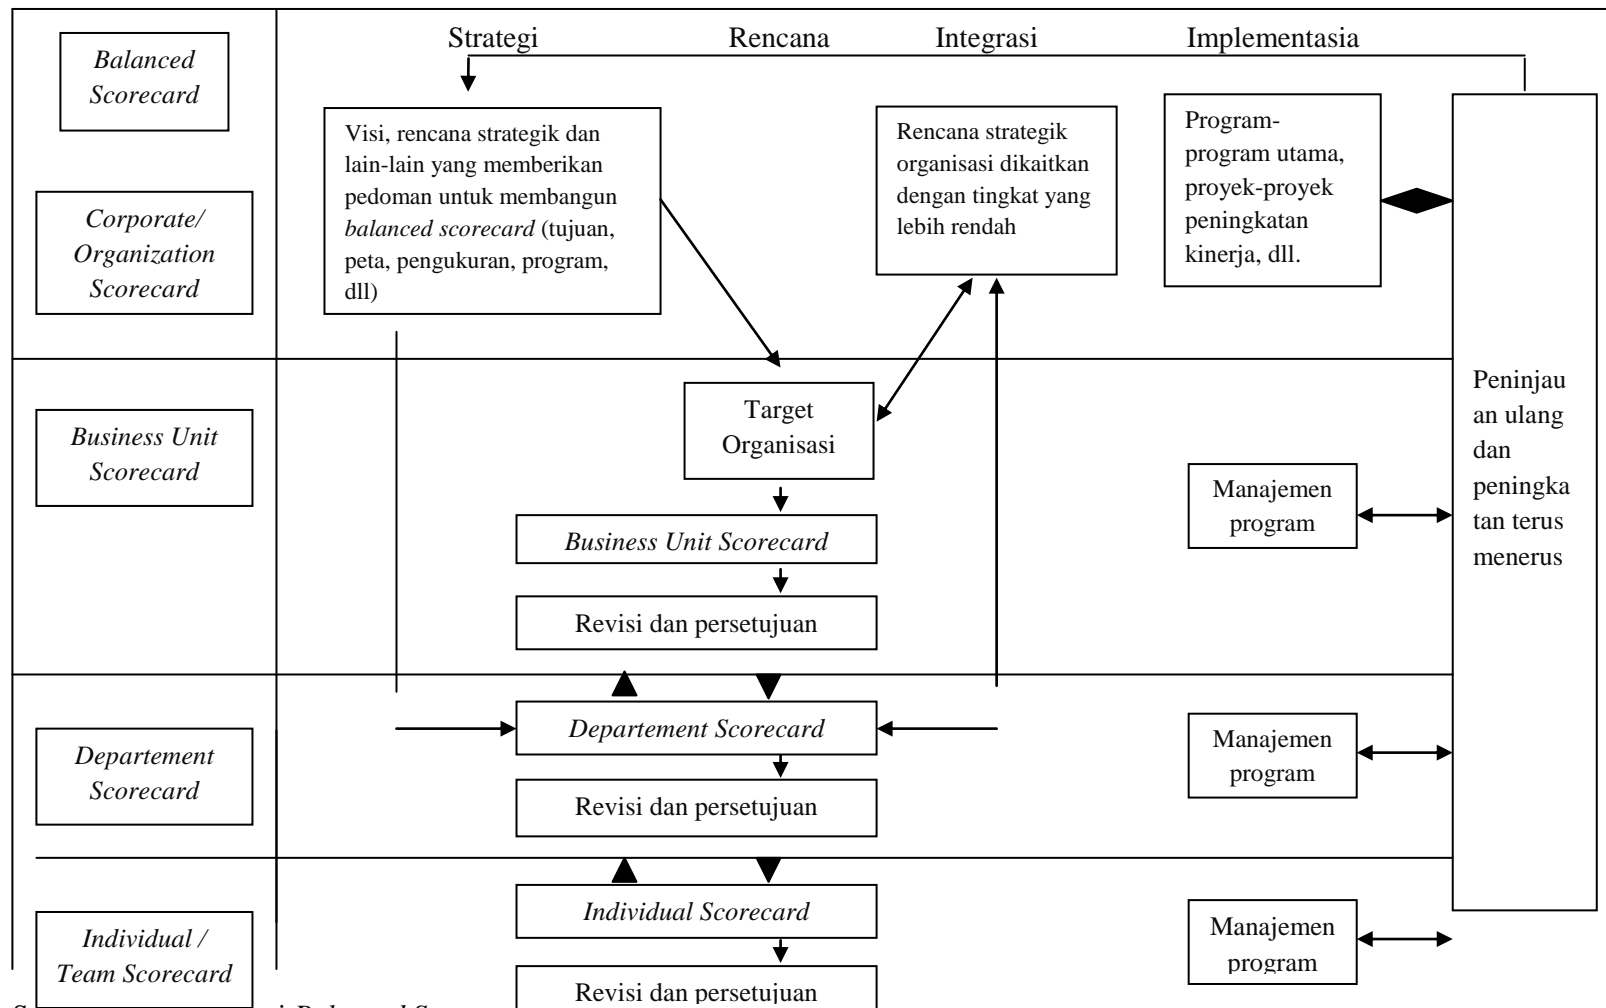 Strategi Rencana Integrasi Implementasia
Balanced
Scorecard
Corporate/
Organization
Scorecard
Visi, rencana strategik dan
lain-lain yang memberikan
pedoman untuk membangun
balanced scorecard (tujuan,
peta, pengukuran, program,
dll)
Rencana strategik
organisasi dikaitkan
dengan tingkat yang
lebih rendah
Program-
program utama,
proyek-proyek
peningkatan
kinerja, dll.
Peninjau
an ulang
dan
peningka
tan terus
menerus
Business Unit
Scorecard
Target
Organisasi
Business Unit Scorecard
Revisi dan persetujuan
Manajemen
program
Departement
Scorecard
Departement Scorecard
Revisi dan persetujuan
Manajemen
program
Individual /
Team Scorecard
Individual Scorecard
Revisi dan persetujuan
Manajemen
program